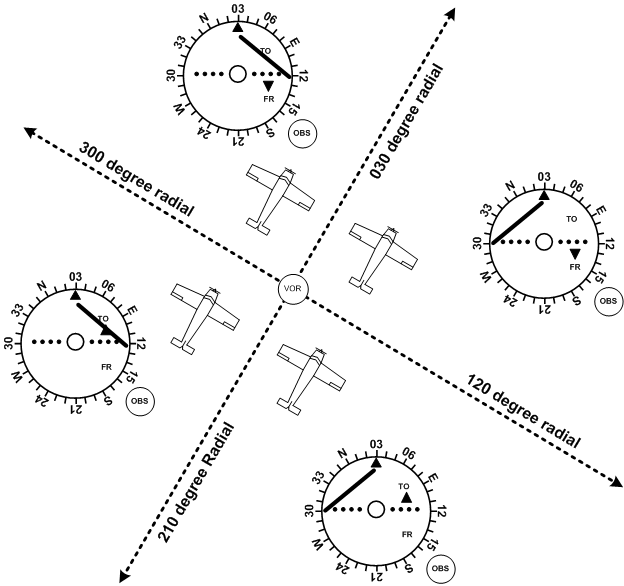 03
06
E
12
15
S
21
24
W
30
33
N
TO
FR
OBS
030 degree radial
300 degree radial
03
06
E
12
15
S
21
24
W
30
33
N
TO
FR
OBS
VOR
03
06
E
12
15
S
21
24
W
30
33
N
TO
FR
OBS
120 degree radial
210 degree Radial
03
06
E
12
15
S
21
24
W
30
33
N
TO
FR
OBS